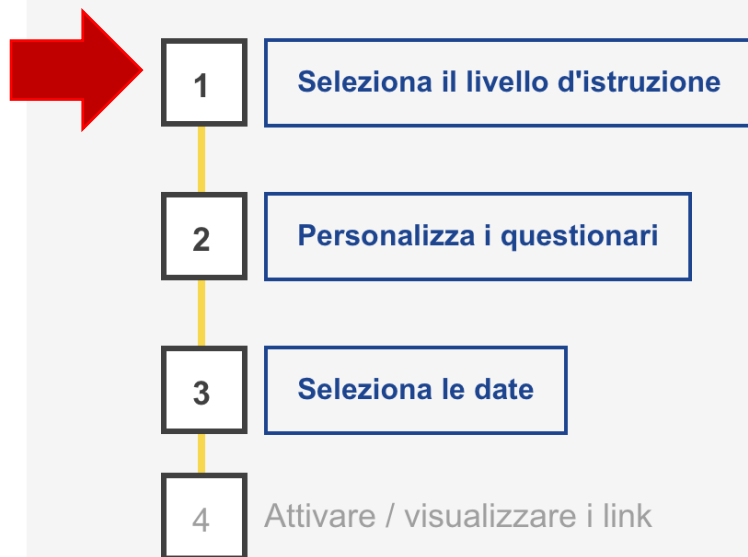 1 Seleziona il livello d'istruzione
2 Personalizza i questionari
3 Seleziona le date
4 Attivare / visualizzare i link